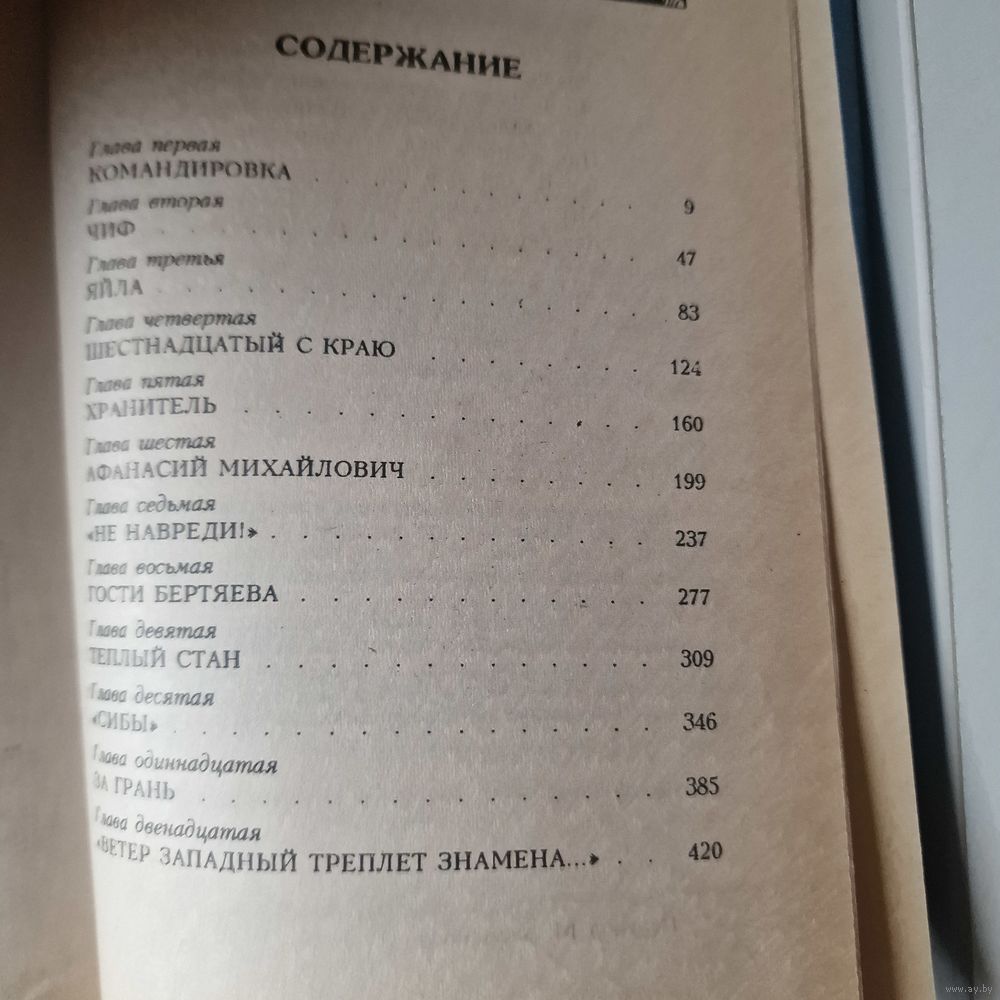 СОДЕРЖАНИЕ
Глава первая
КОМАНДИРОВКА . . . . . . . . . 9
Глава вторая
ЧИФ . . . . . . . . . . . . . . 47
Глава третья
ЯЙЛА . . . . . . . . . . . . . . 83
Глава четвертая
ШЕСТНАДЦАТЫЙ С КРАЮ . . . . . . 124
Глава пятая
ХРАНИТЕЛЬ . . . . . . . . . . . 160
Глава шестая
АФАНАСИЙ МИХАЙЛОВИЧ . . . . . . 199
Глава седьмая
«НЕ НАВРЕДИ!» . . . . . . . . . . 237
Глава восьмая
ГОСТИ БЕРТЯЕВА . . . . . . . . . 277
Глава девятая
ТЕПЛЫЙ СТАН . . . . . . . . . . 309
Глава десятая
«СИБЫ» . . . . . . . . . . . . . 346
Глава одиннадцатая
ЗА ГРАНЬ . . . . . . . . . . . . 385
Глава двенадцатая
«ВЕТЕР ЗАПАДНЫЙ ТРЕПЛЕТ ЗНАМЕНА...» . . 420
www.ay.by